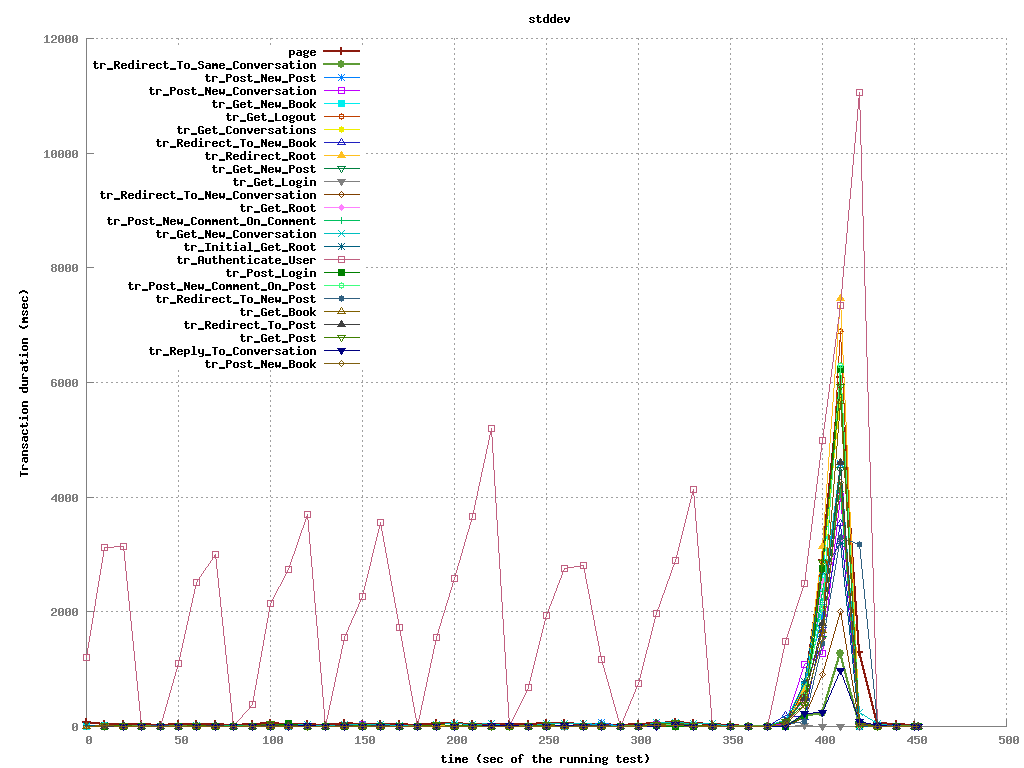 stddev
12000
10000
8000
6000
4000
2000
0
page
tr_Redirect_To_Same_Conversation
tr_Post_New_Post
tr_Post_New_Conversation
tr_Get_New_Book
tr_Get_Logout
tr_Get_Conversations
tr_Redirect_To_New_Book
tr_Redirect_Root
tr_Get_New_Post
tr_Get_Login
tr_Redirect_To_New_Conversation
tr_Get_Root
tr_Post_New_Comment_On_Comment
tr_Get_New_Conversation
tr_Initial_Get_Root
tr_Authenticate_User
tr_Post_Login
tr_Post_New_Comment_On_Post
tr_Redirect_To_New_Post
tr_Get_Book
tr_Redirect_To_Post
tr_Get_Post
tr_Reply_To_Conversation
tr_Post_New_Book
Transaction duration (msec)
0 50 100 150 200 250 300 350 400 450 500
time (sec of the running test)